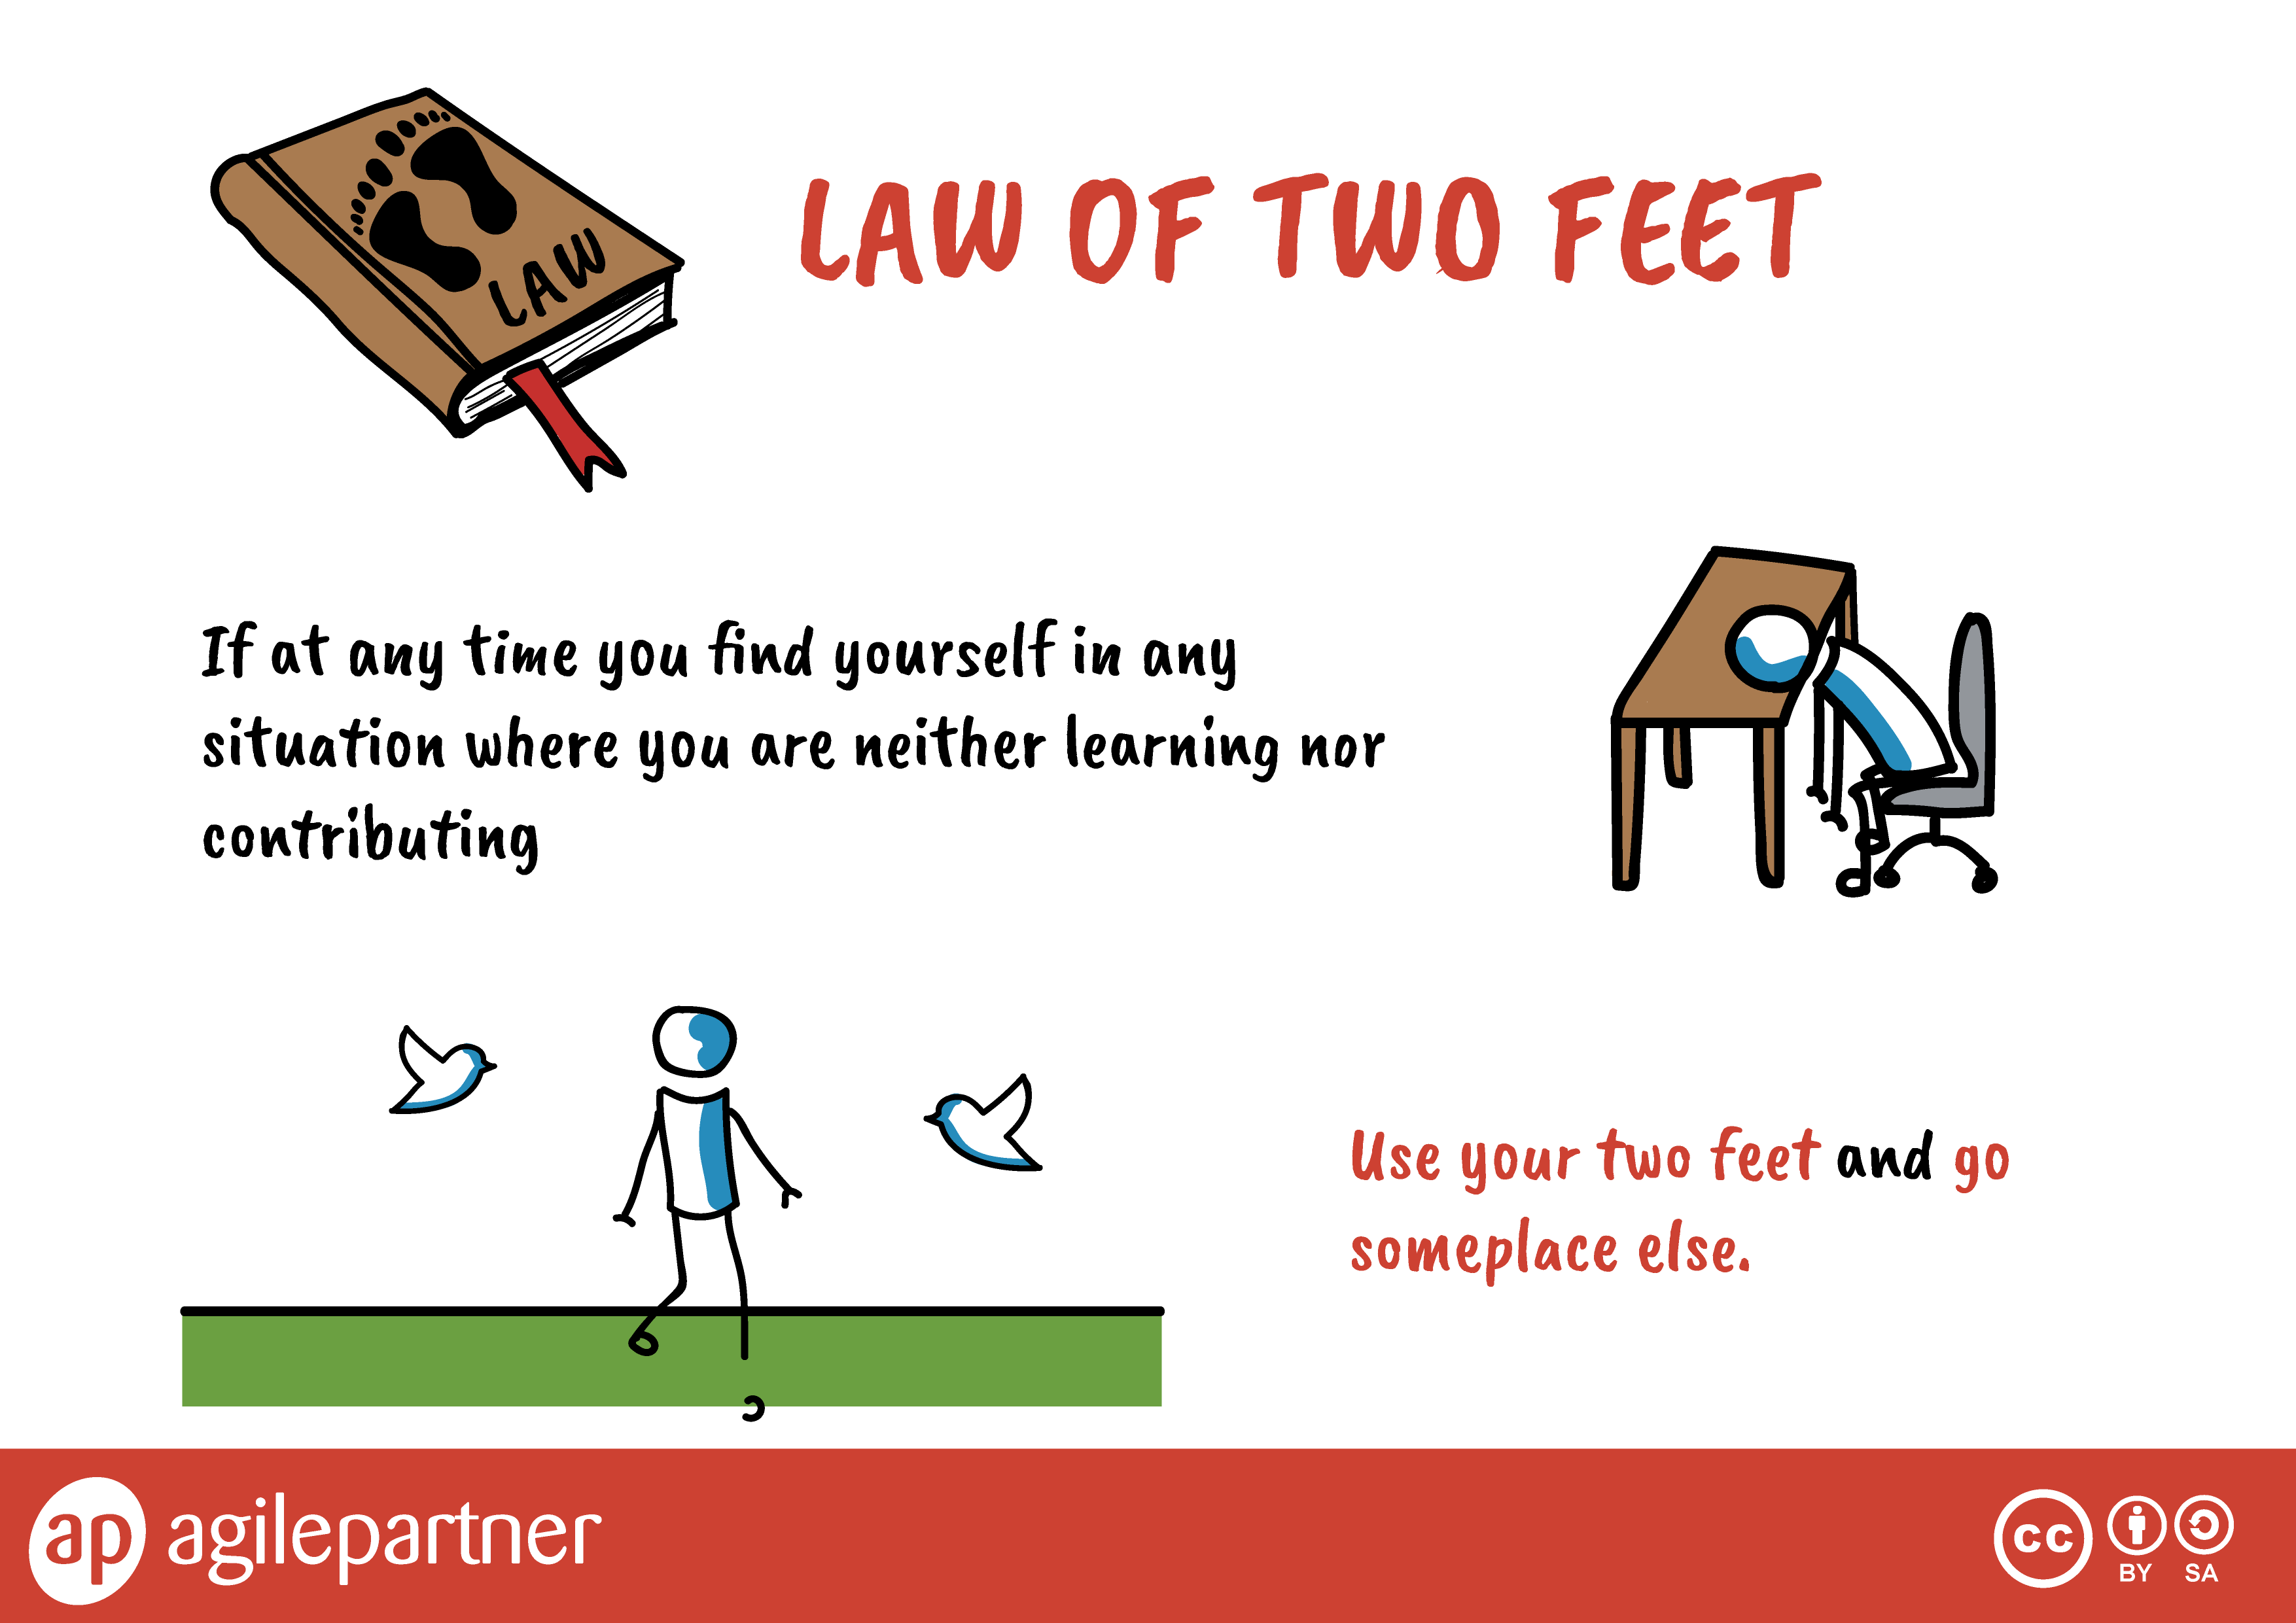 LAW
LAW OF TWO FEET
If at any time you find yourself in any
situation where you are neither learning nor
contributing
Use your two feet and go
someplace else.
ap agilepartner
cc
BY SA